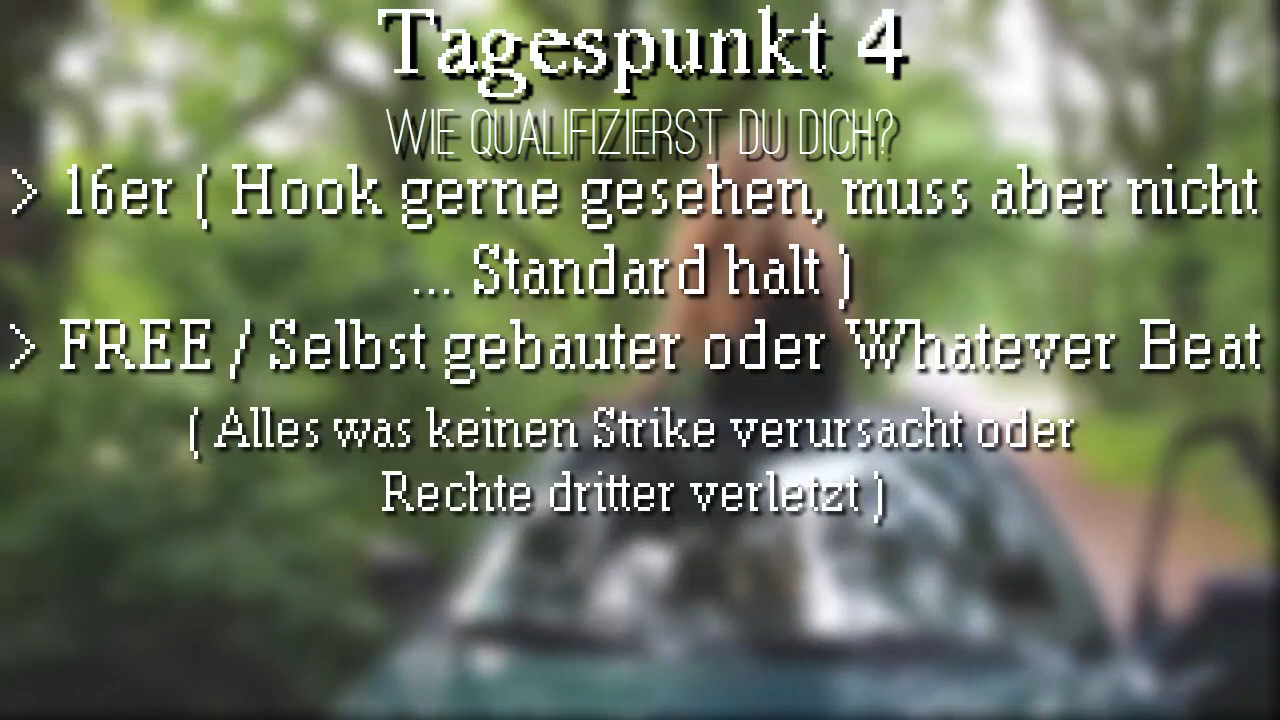 Tagespunkt 4
WIE QUALIFIZIERST DU DICH?
> 16er ( Hook gerne gesehen, muss aber nicht
... Standard halt )
> FREE / Selbst gebauter oder Whatever Beat
( Alles was keinen Strike verursacht oder
Rechte dritter verletzt )